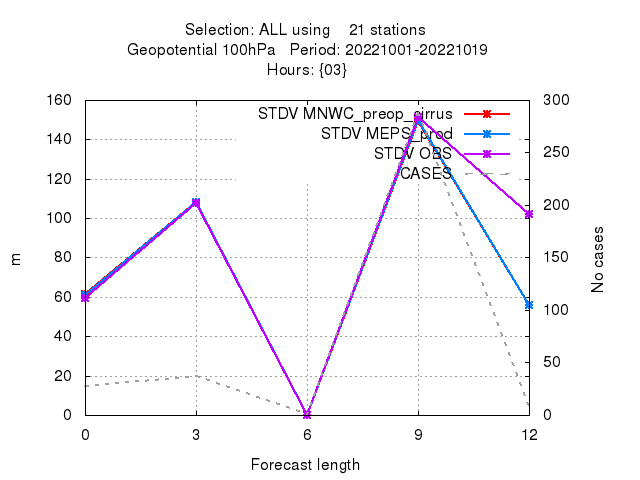 Selection: ALL using    21 stations
Geopotential 100hPa   Period: 20221001-20221019
Hours: {03}
160 300
STDV MNWC_preop_cirrus
140
STDV MEPS_prod
250
STDV OBS
120
CASES
200
100
80 150
m
No cases
60
100
40
50
20
0 0
0 3 6 9 12
Forecast length